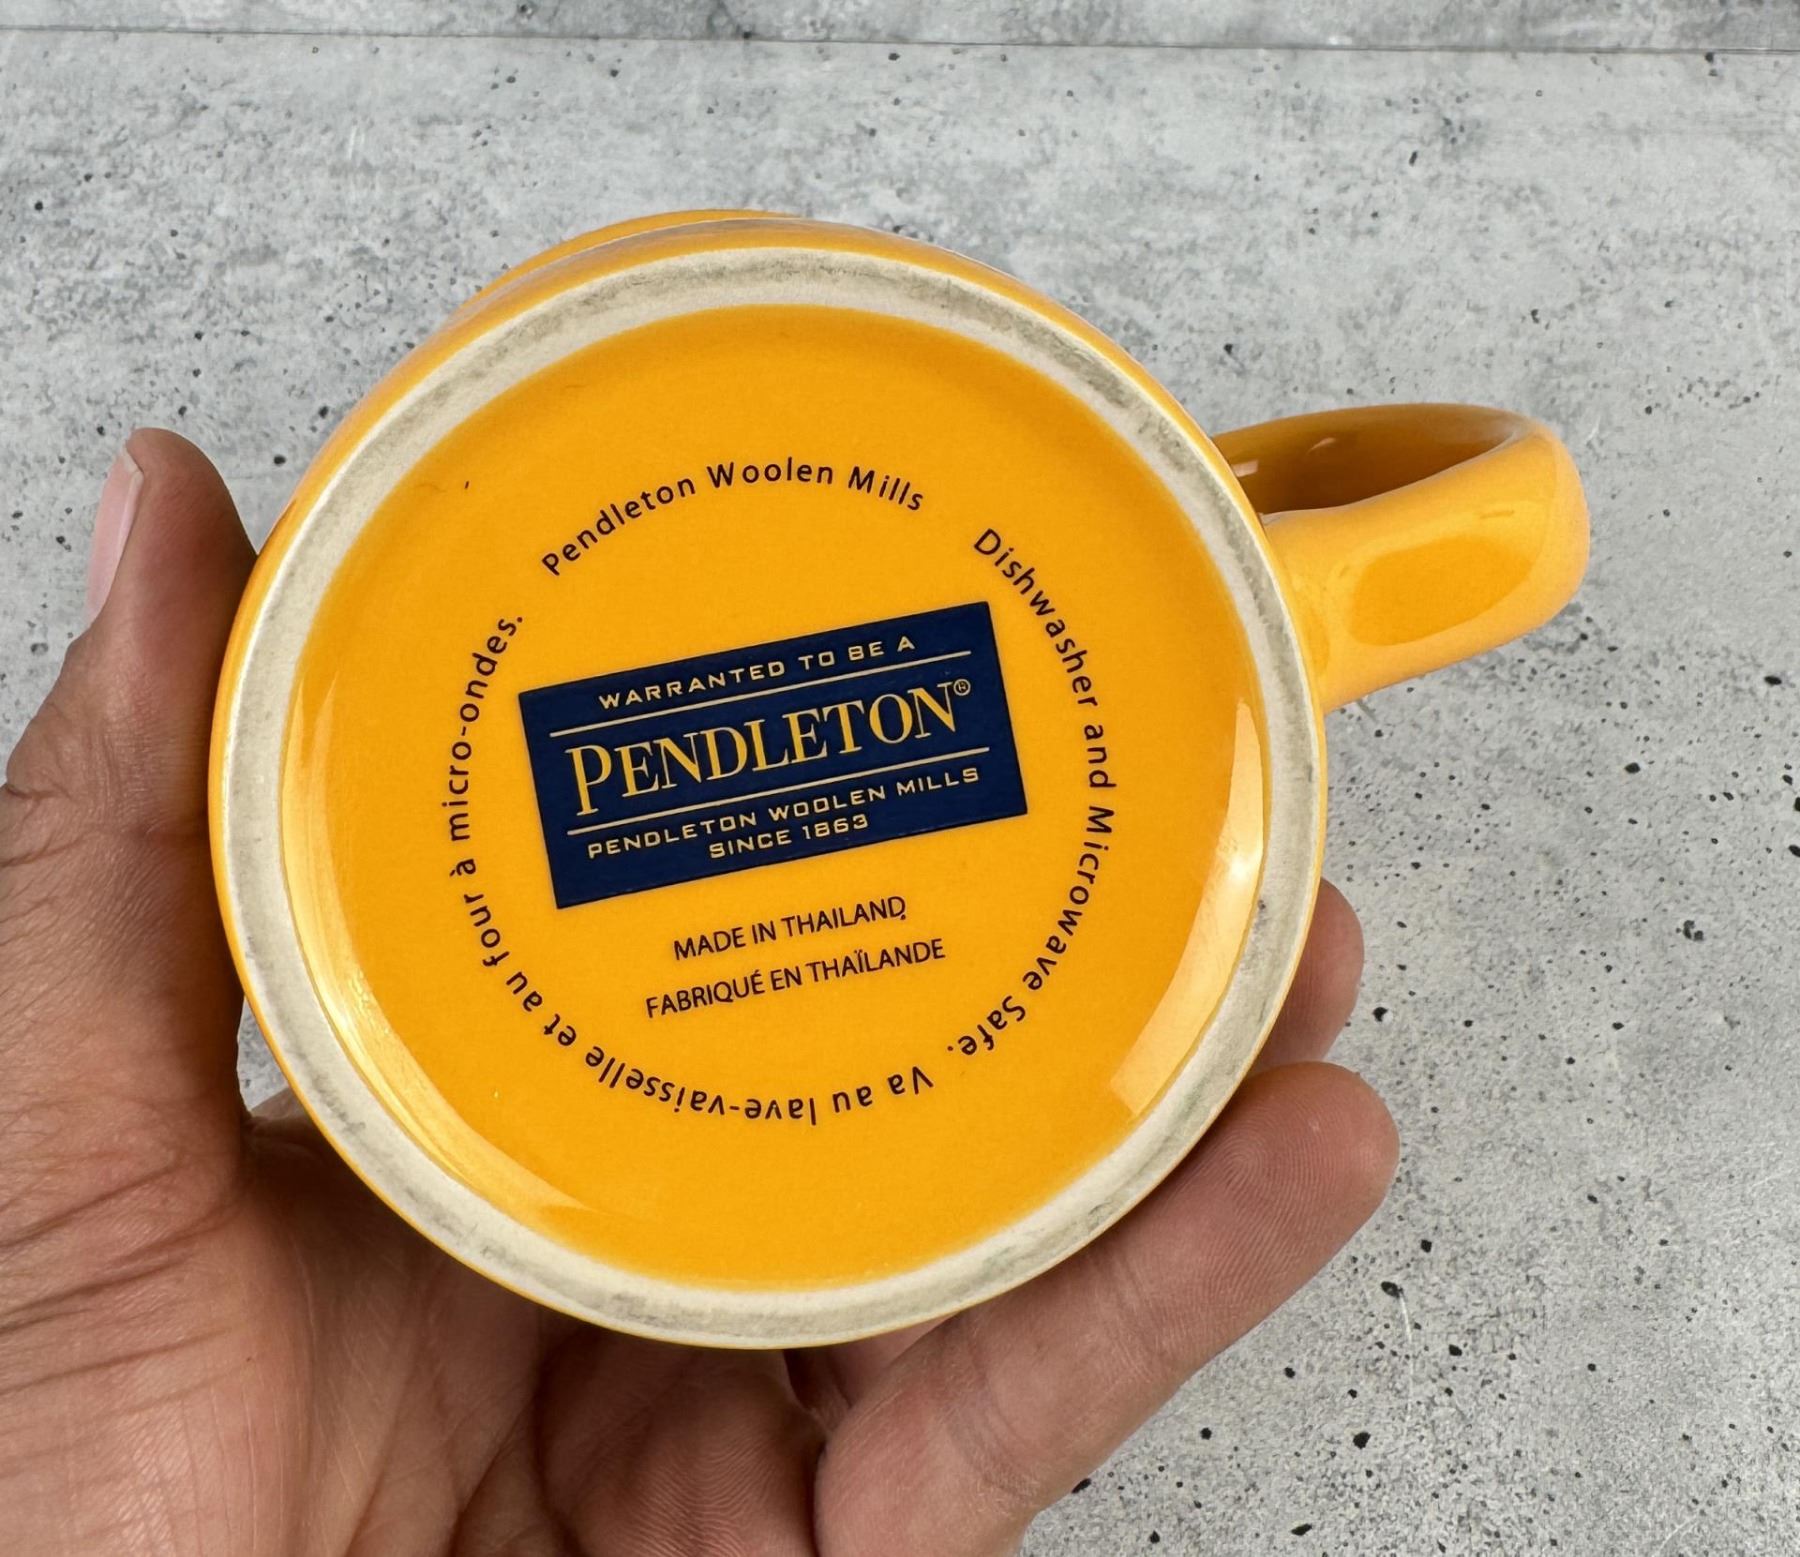 Pendleton Woolen Mills
Dishwasher and Microwave Safe. Va au lave-vaisselle et au four à micro-ondes.
WARRANTED TO BE A
PENDLETON®
PENDLETON WOOLEN MILLS
SINCE 1863
MADE IN THAILAND
FABRIQUÉ EN THAÏLANDE